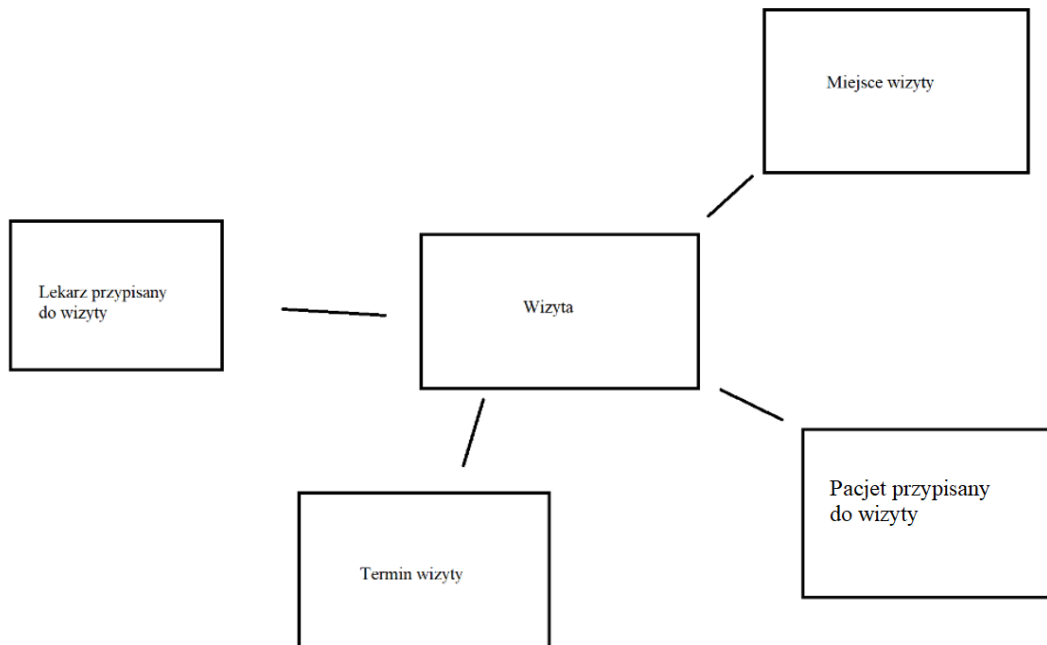 Miejsce wizyty
Lekarz przypisany
do wizyty
Wizyta
Pacjet przypisany
do wizyty
Termin wizyty